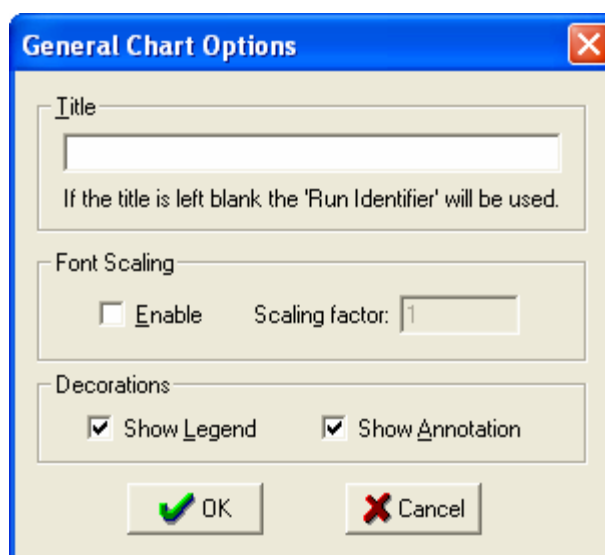 General Chart Options
Title
If the title is left blank the 'Run Identifier' will be used.
Font Scaling
Enable Scaling factor: 1
Decorations
Show Legend Show Annotation
OK Cancel